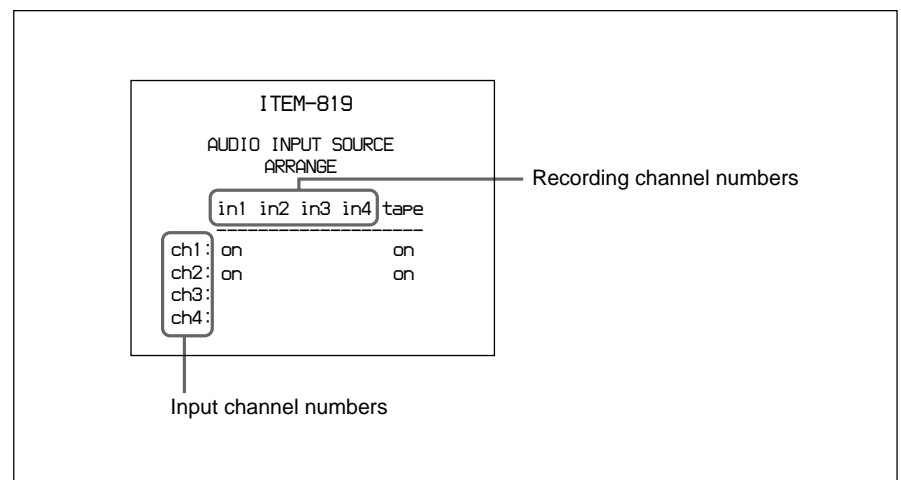 ITEM-819
AUDIO INPUT SOURCE
ARRANGE
Recording channel numbers
in1 in2 in3 in4 tape
--------------------
ch1: on on
ch2: on on
ch3:
ch4:
Input channel numbers